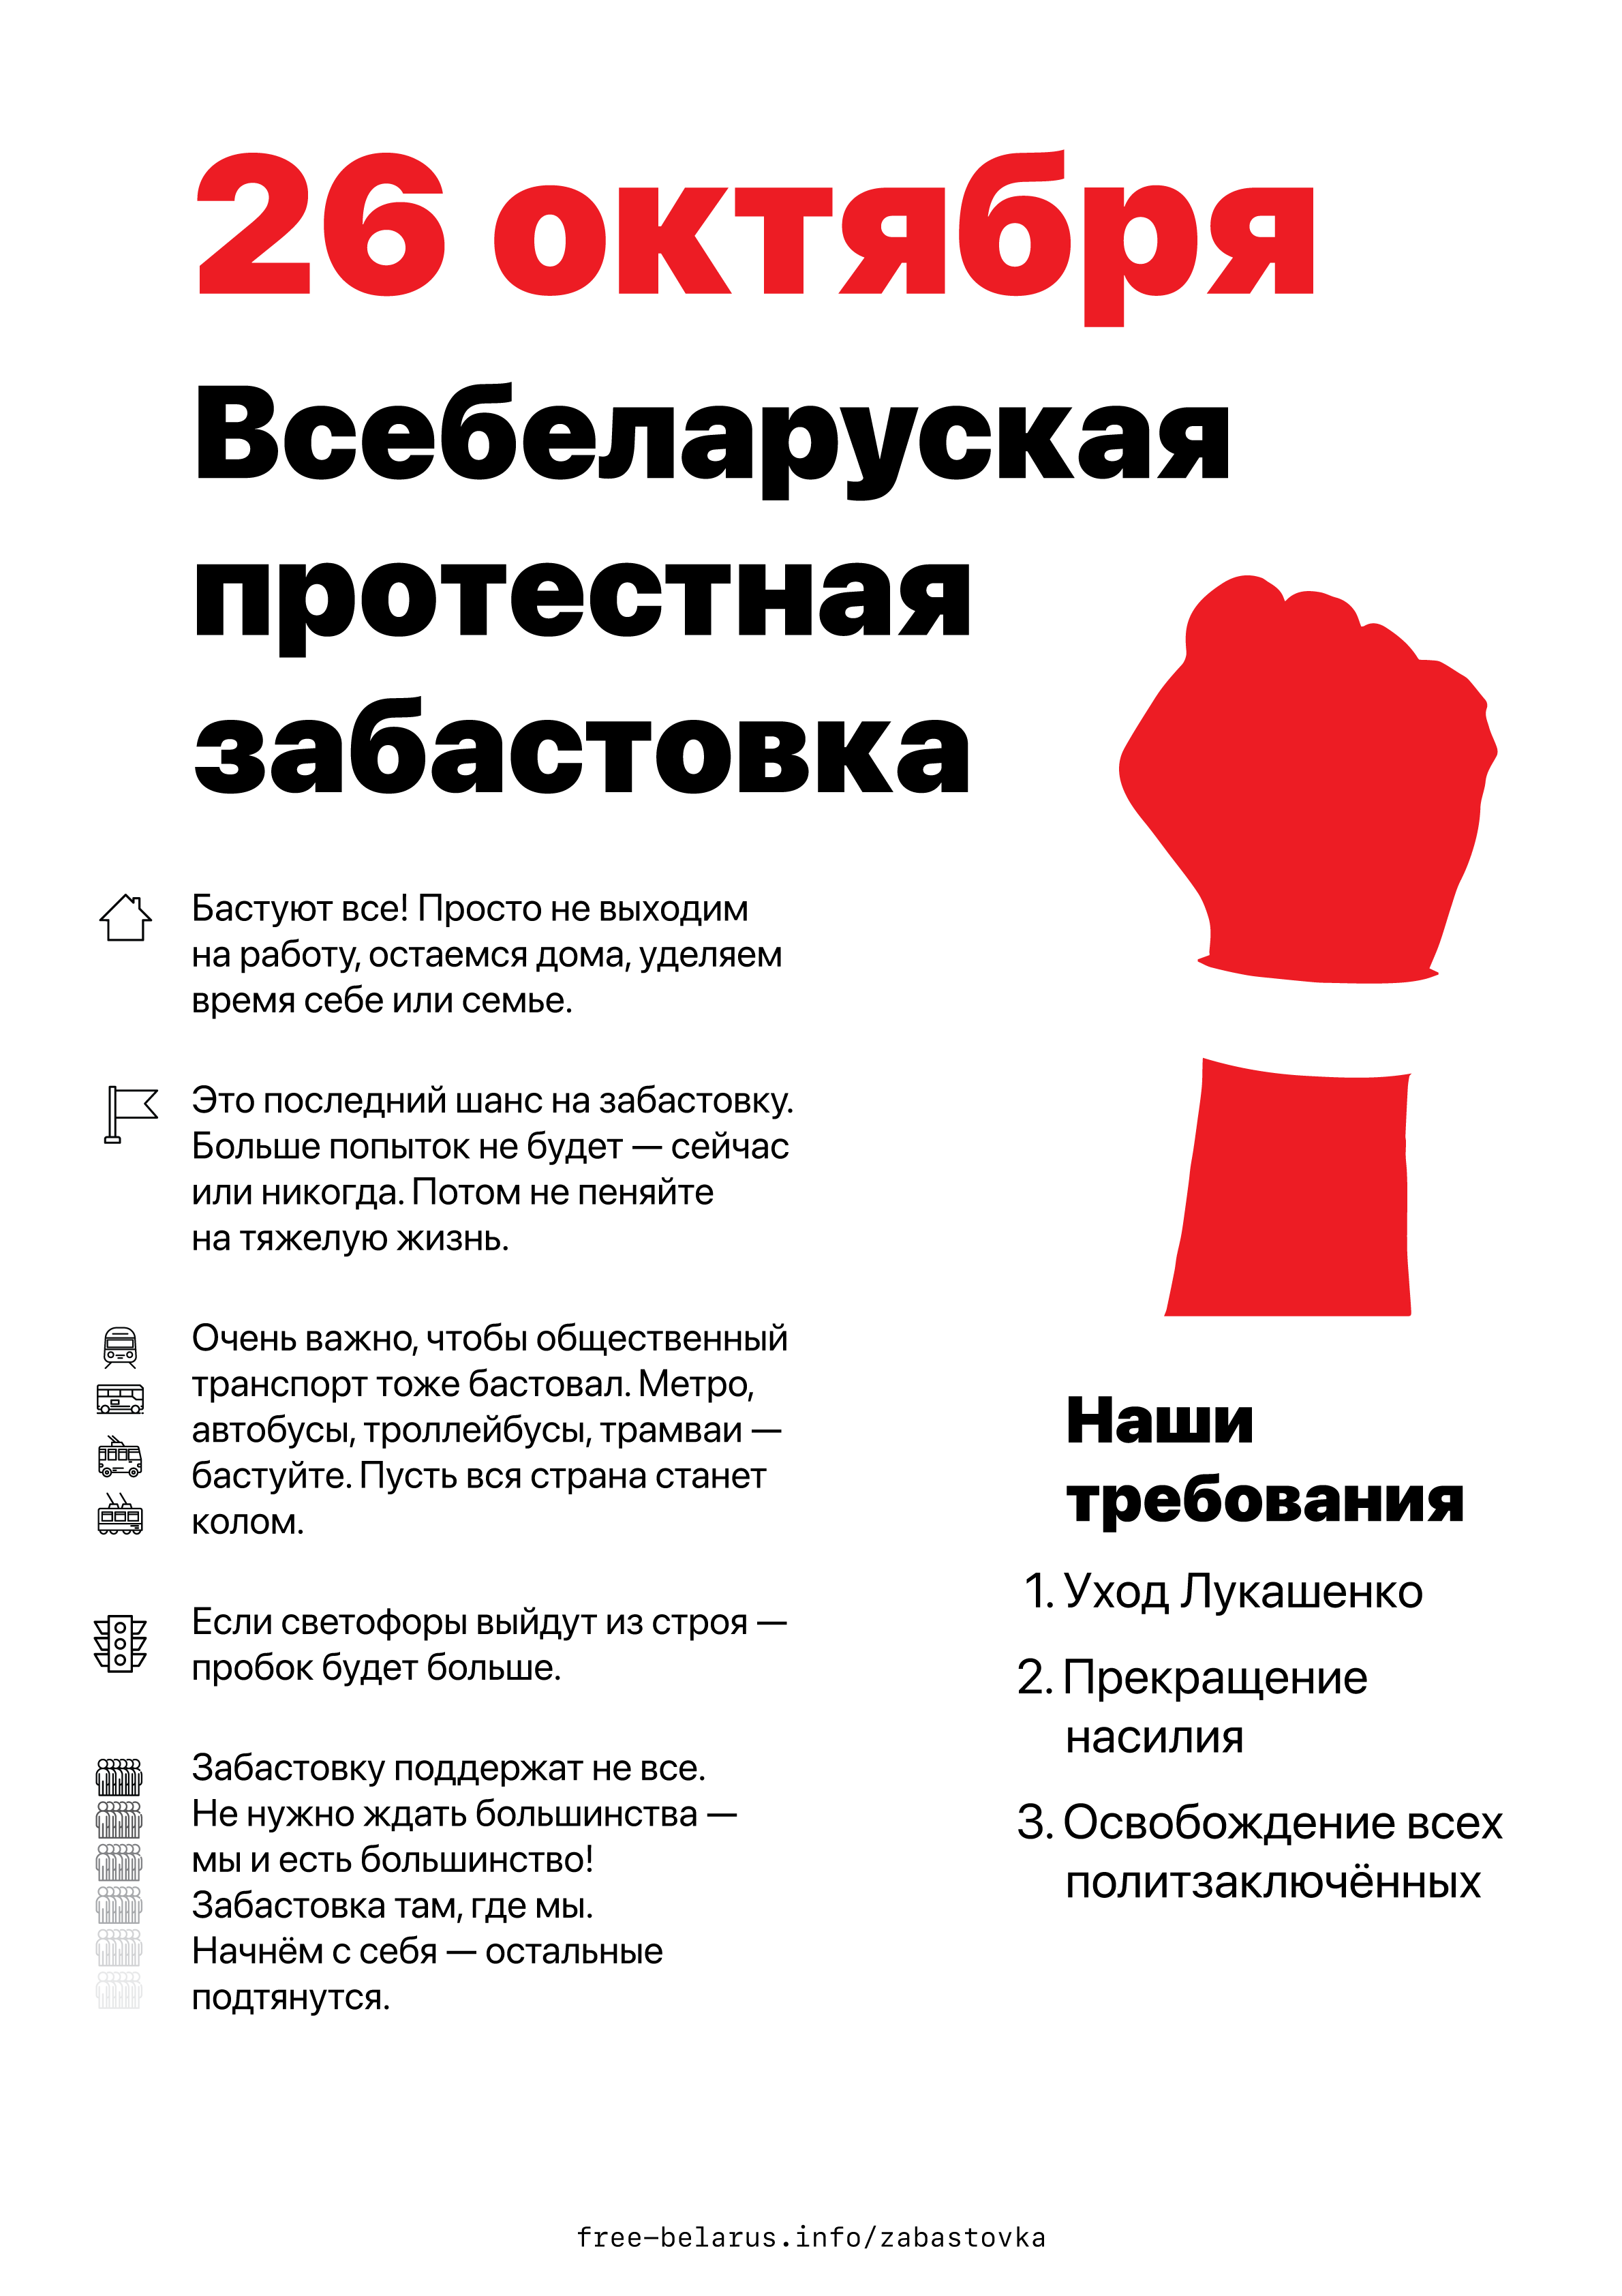 26 октября
Всебеларуская
протестная
забастовка
Бастуют все! Просто не выходим
на работу, остаемся дома, уделяем
время себе или семье.
Это последний шанс на забастовку.
Больше попыток не будет — сейчас
или никогда. Потом не пеняйте
на тяжелую жизнь.
Очень важно, чтобы общественный
транспорт тоже бастовал. Метро,
автобусы, троллейбусы, трамваи —
бастуйте. Пусть вся страна станет
колом.
Если светофоры выйдут из строя —
пробок будет больше.
Забастовку поддержат не все.
Не нужно ждать большинства —
мы и есть большинство!
Забастовка там, где мы.
Начнём с себя — остальные
подтянутся.
Наши
требования
1. Уход Лукашенко
2. Прекращение
насилия
3. Освобождение всех
политзаключённых
free-belarus.info/zabastovka